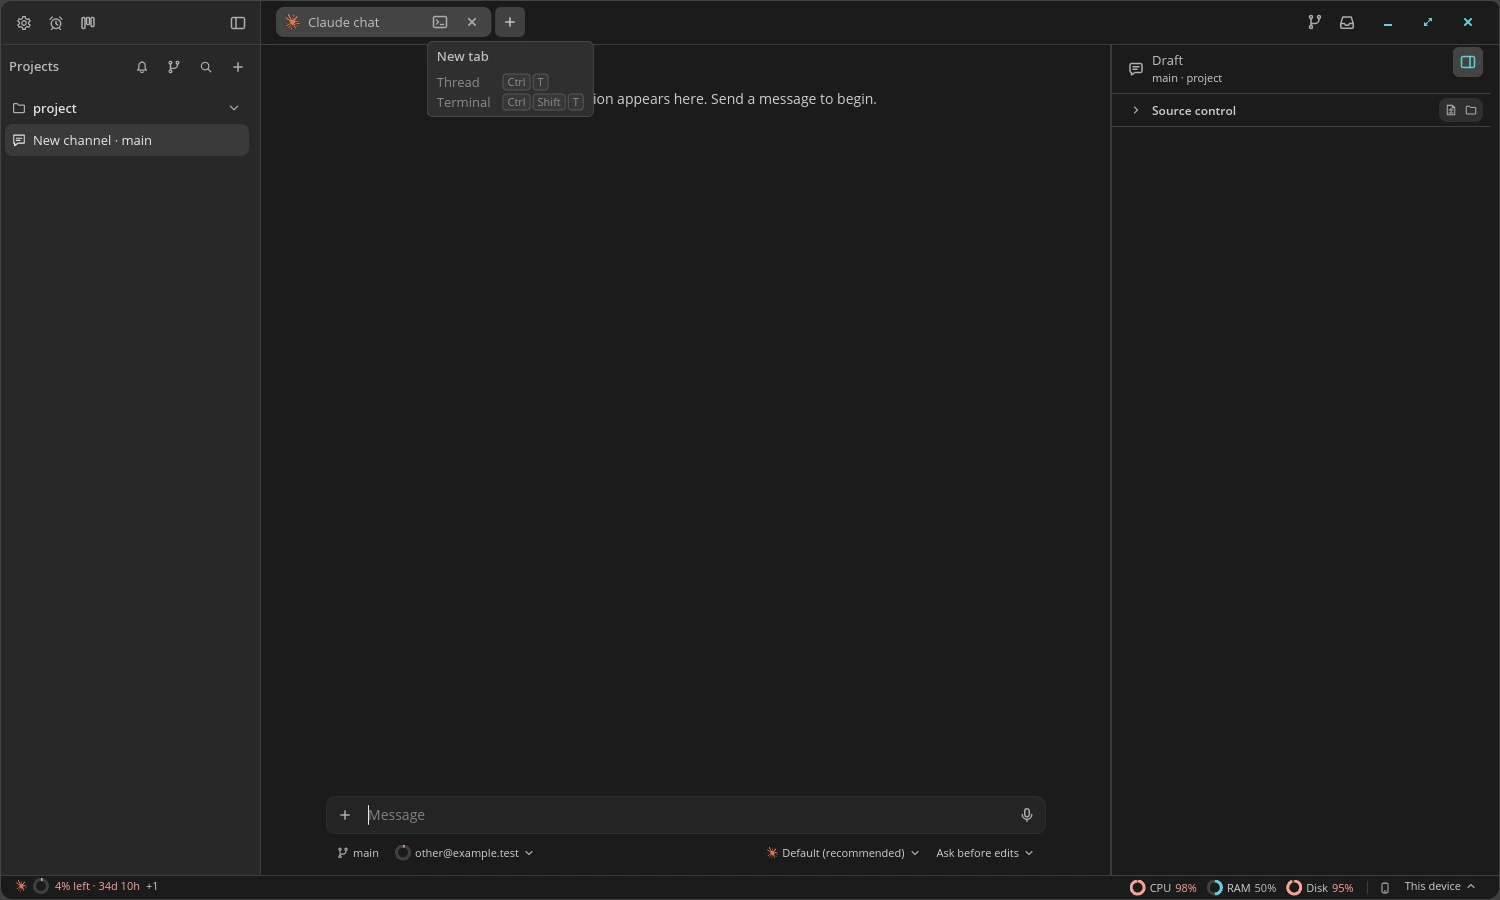 Claude chat
New tab
Thread Ctrl T
Terminal Ctrl Shift T
Projects
project
New channel · main
ion appears here. Send a message to begin.
Draft
main · project
Source control
Message
main
other@example.test
Default (recommended)
Ask before edits
4% left · 34d 10h +1
CPU 98%
RAM 50%
Disk 95%
This device